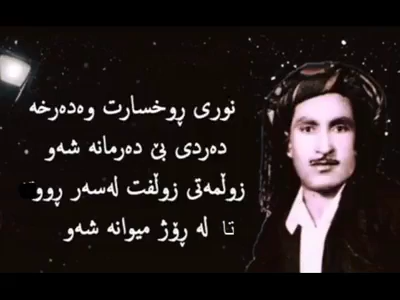 نوری ڕوخسارت وەدەرخە
دەردی بێ دەرمانە شەو
زوڵمەتی زوڵفت لەسەر ڕوو
تا لە ڕۆژ میوانە شەو